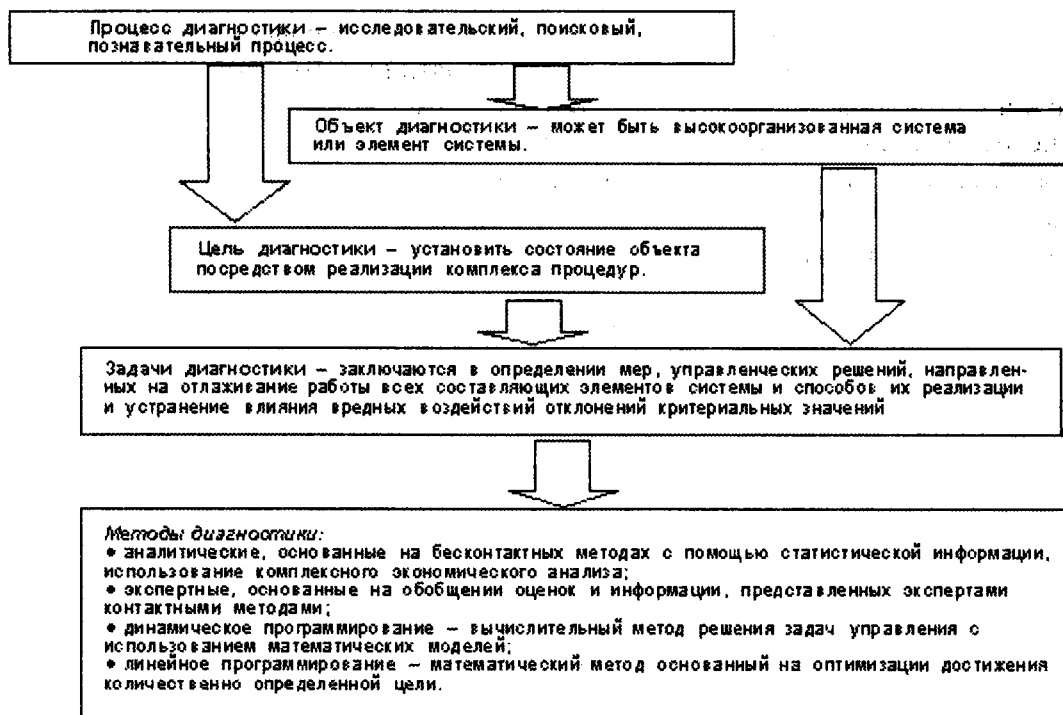 Процесс диагностики – исследовательский, поисковый,
познавательный процесс.
Объект диагностики – может быть высокоорганизованная система
или элемент системы.
Цель диагностики – установить состояние объекта
посредством реализации комплекса процедур.
Задачи диагностики – заключаются в определении мер, управленческих решений, направлен-
ных на отлаживание работы всех составляющих элементов системы и способов их реализации
и устранение влияния вредных воздействий отклонений критериальных значений
Методы диагностики:
• аналитические, основанные на бесконтактных методах с помощью статистической информации,
использование комплексного экономического анализа;
• экспертные, основанные на обобщении оценок и информации, представленных экспертами
контактными методами;
• динамическое программирование – вычислительный метод решения задач управления с
использованием математических моделей;
• линейное программирование – математический метод основанный на оптимизации достижения
количественно определенной цели.